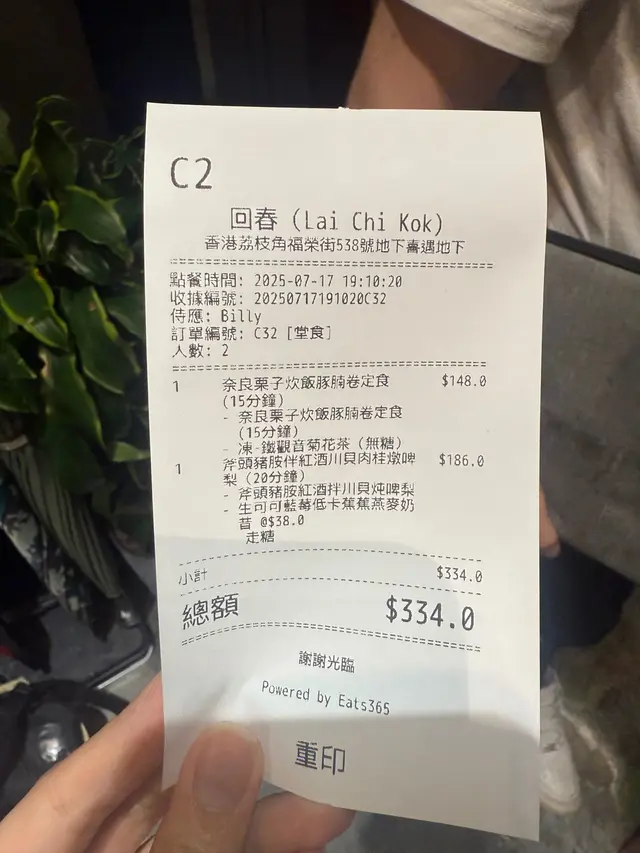 C2
回春 (Lai Chi Kok)
香港荔枝角福榮街538號地下喜遇地下
點餐時間: 2025-07-17 19:10:20
收據編號: 20250717191020C32
侍應: Billy
訂單編號: C32 [堂食]
人數: 2
1 奈良栗子炊飯豚腩卷定食 $148.0
(15分鐘)
- 奈良栗子炊飯豚腩卷定食
(15分鐘)
- 凍-鐵觀音菊花茶 (無糖)
1 斧頭豬胺伴紅酒川貝肉桂燉啤 $186.0
梨 (20分鐘)
- 斧頭豬胺紅酒拌川貝炖啤梨
- 生可可藍莓低卡蕉蕉燕麥奶
昔 @$38.0
走糖
小計 $334.0
總額 $334.0
謝謝光臨
Powered by Eats365
重印